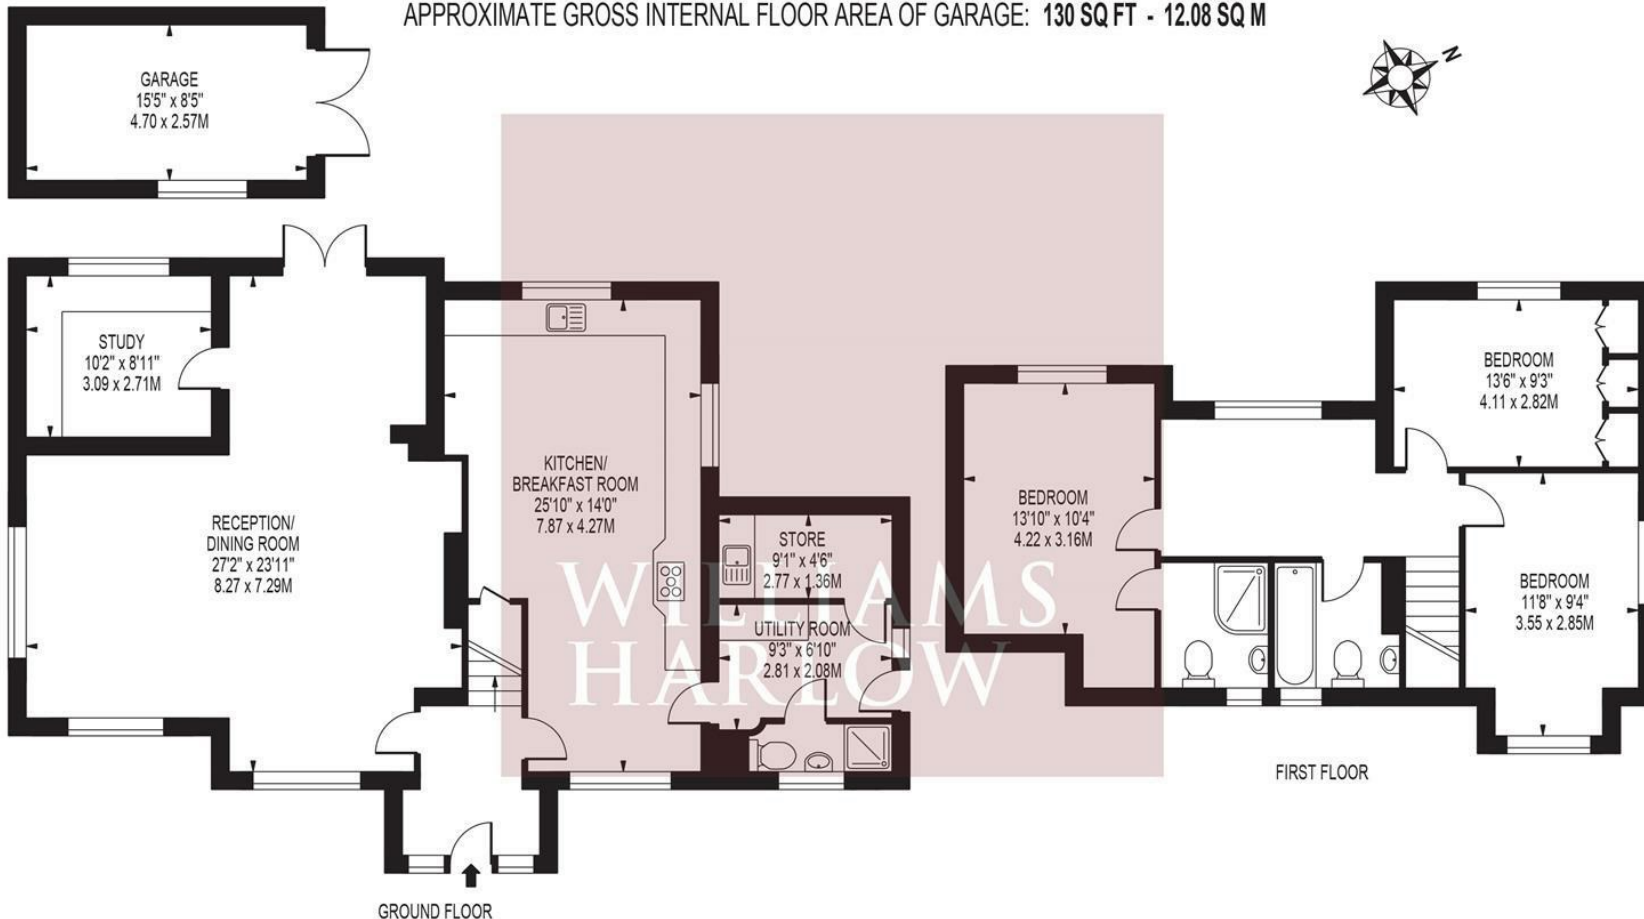 APPROXIMATE GROSS INTERNAL FLOOR AREA OF GARAGE: 130 SQ FT - 12.08 SQ M
N
GARAGE
15'5" x 8'5"
4.70 x 2.57M
STUDY
10'2" x 8'11"
3.09 x 2.71M
RECEPTION/
DINING ROOM
27'2" x 23'11"
8.27 x 7.29M
KITCHEN/
BREAKFAST ROOM
25'10" x 14'0"
7.87 x 4.27M
STORE
9'1" x 4'6"
2.77 x 1.36M
UTILITY ROOM
9'3" x 6'10"
2.81 x 2.08M
WILLIAMS
HARLOW
BEDROOM
13'10" x 10'4"
4.22 x 3.16M
BEDROOM
13'6" x 9'3"
4.11 x 2.82M
BEDROOM
11'8" x 9'4"
3.55 x 2.85M
FIRST FLOOR
GROUND FLOOR